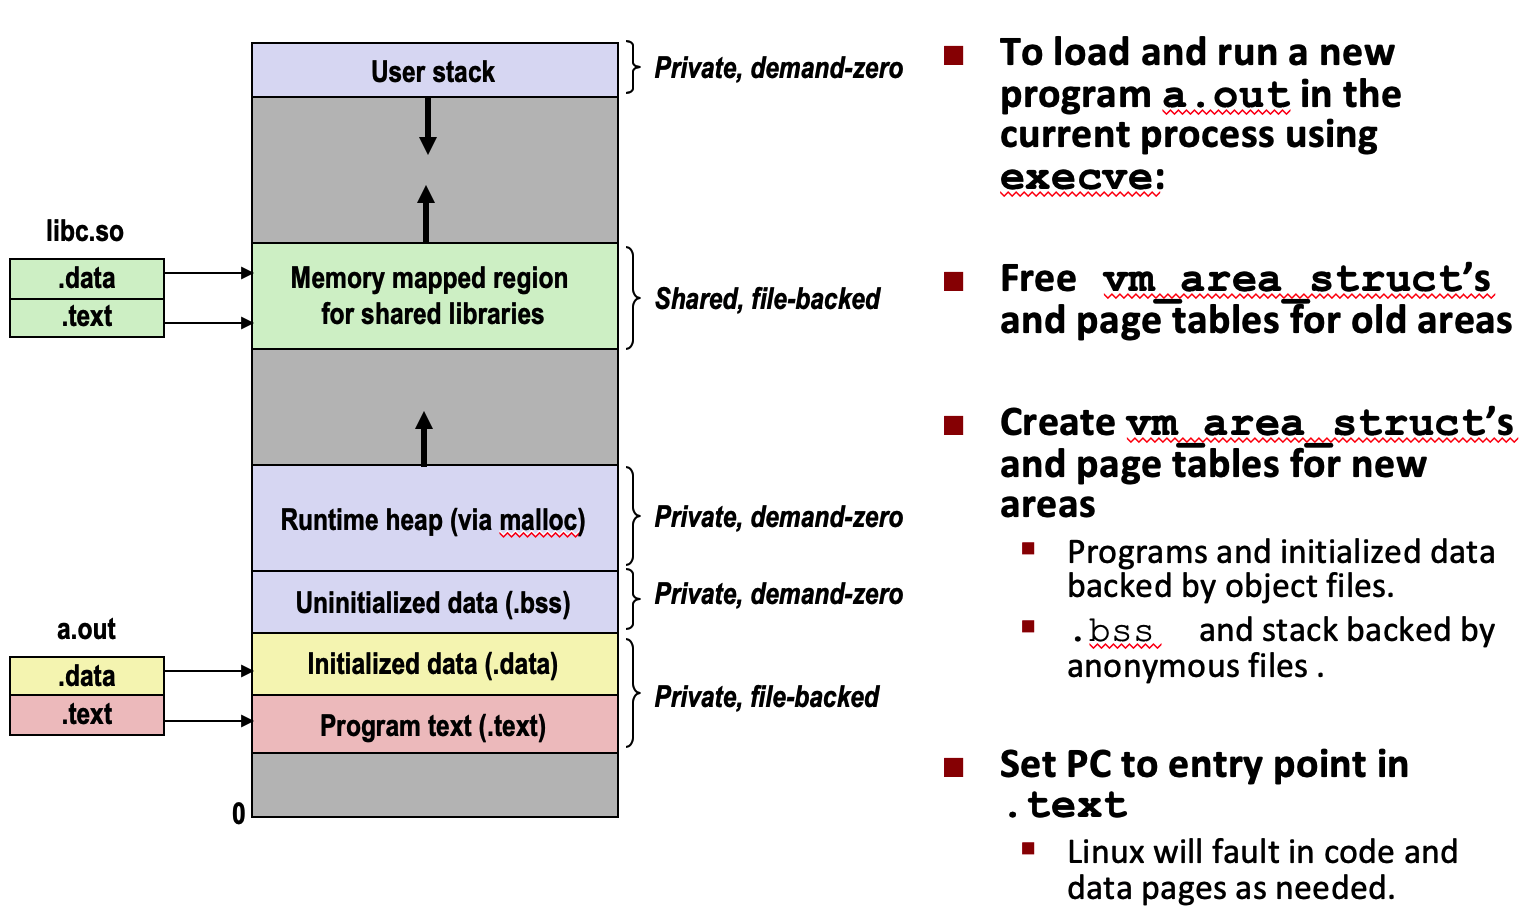 User stack
Private, demand-zero
libc.so
.data
.text
Memory mapped region
for shared libraries
Shared, file-backed
Runtime heap (via malloc)
Private, demand-zero
Uninitialized data (.bss)
Private, demand-zero
a.out
.data
.text
Initialized data (.data)
Program text (.text)
Private, file-backed
0
To load and run a new
program a.out in the
current process using
execve:
Free vm_area_struct’s
and page tables for old areas
Create vm_area_struct’s
and page tables for new
areas
Programs and initialized data
backed by object files.
.bss and stack backed by
anonymous files .
Set PC to entry point in
.text
Linux will fault in code and
data pages as needed.